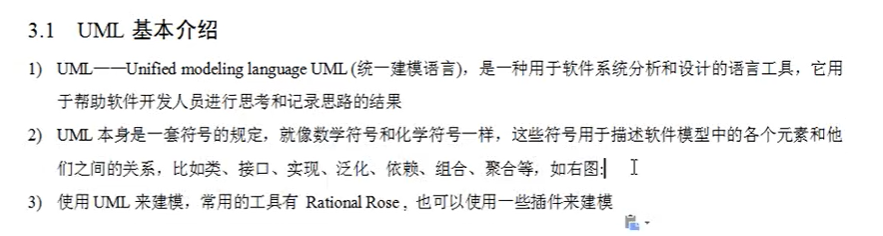 3.1 UML 基本介绍
1) UML——Unified modeling language UML (统一建模语言)，是一种用于软件系统分析和设计的语言工具，它用
于帮助软件开发人员进行思考和记录思路的结果
2) UML 本身是一套符号的规定，就像数学符号和化学符号一样，这些符号用于描述软件模型中的各个元素和他
们之间的关系，比如类、接口、实现、泛化、依赖、组合、聚合等，如右图:
3) 使用 UML 来建模，常用的工具有 Rational Rose , 也可以使用一些插件来建模